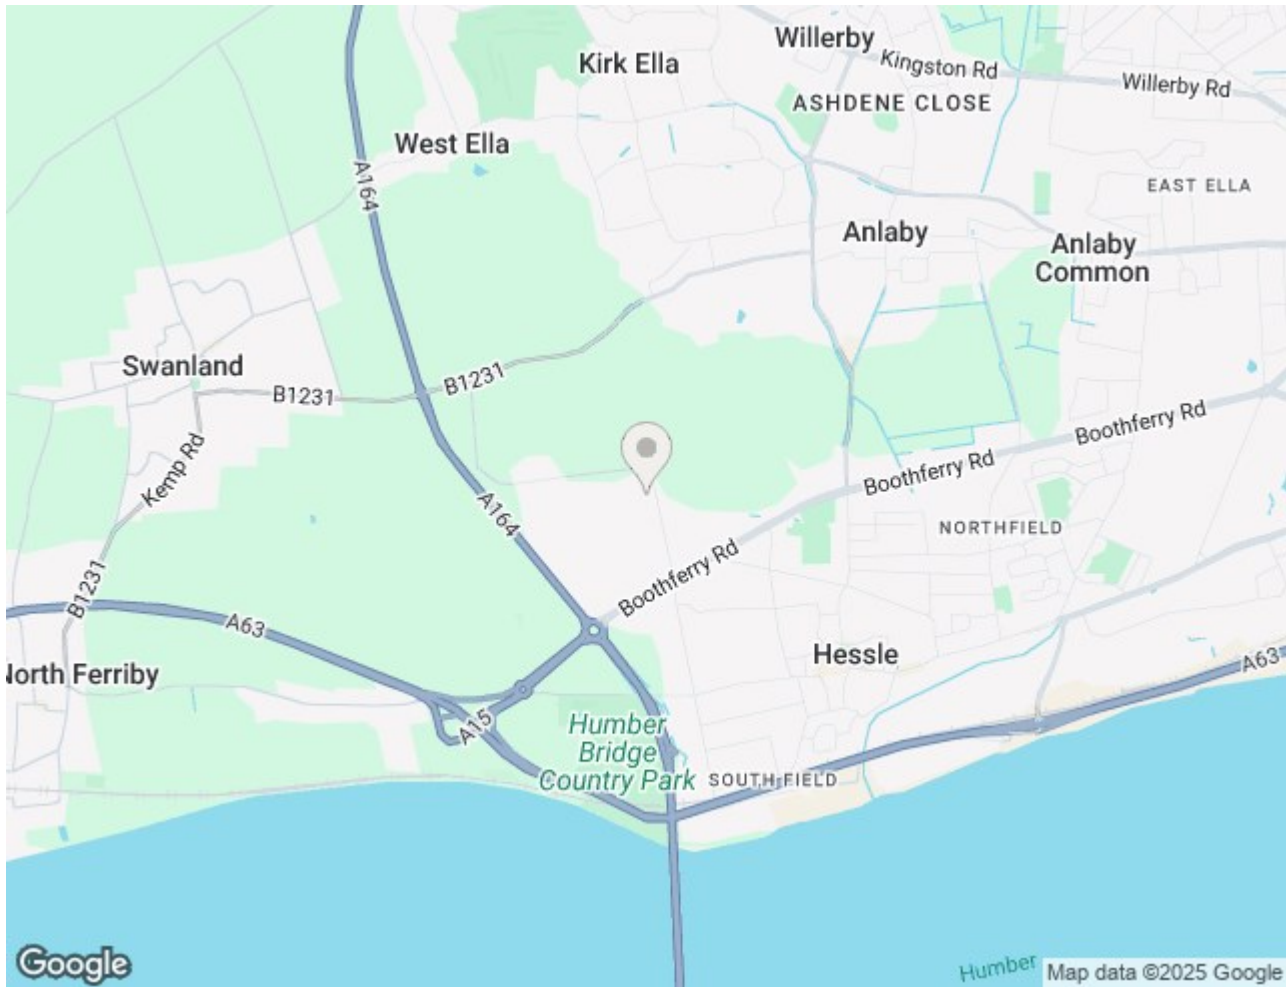 Willerby
Kirk Ella
Kingston Rd
Willerby Rd
ASHDENE CLOSE
West Ella
A164
EAST ELLA
Anlaby
Anlaby
Common
Swanland
B1231
B1231
Kemp Rd
Boothferry Rd
Boothferry Rd
A164
NORTHFIELD
Boothferry Rd
B1231
A63
Hessle
A63
North Ferriby
A15
Humber
Bridge
Country Park
SOUTH FIELD
Humber
Google
Map data ©2025 Google